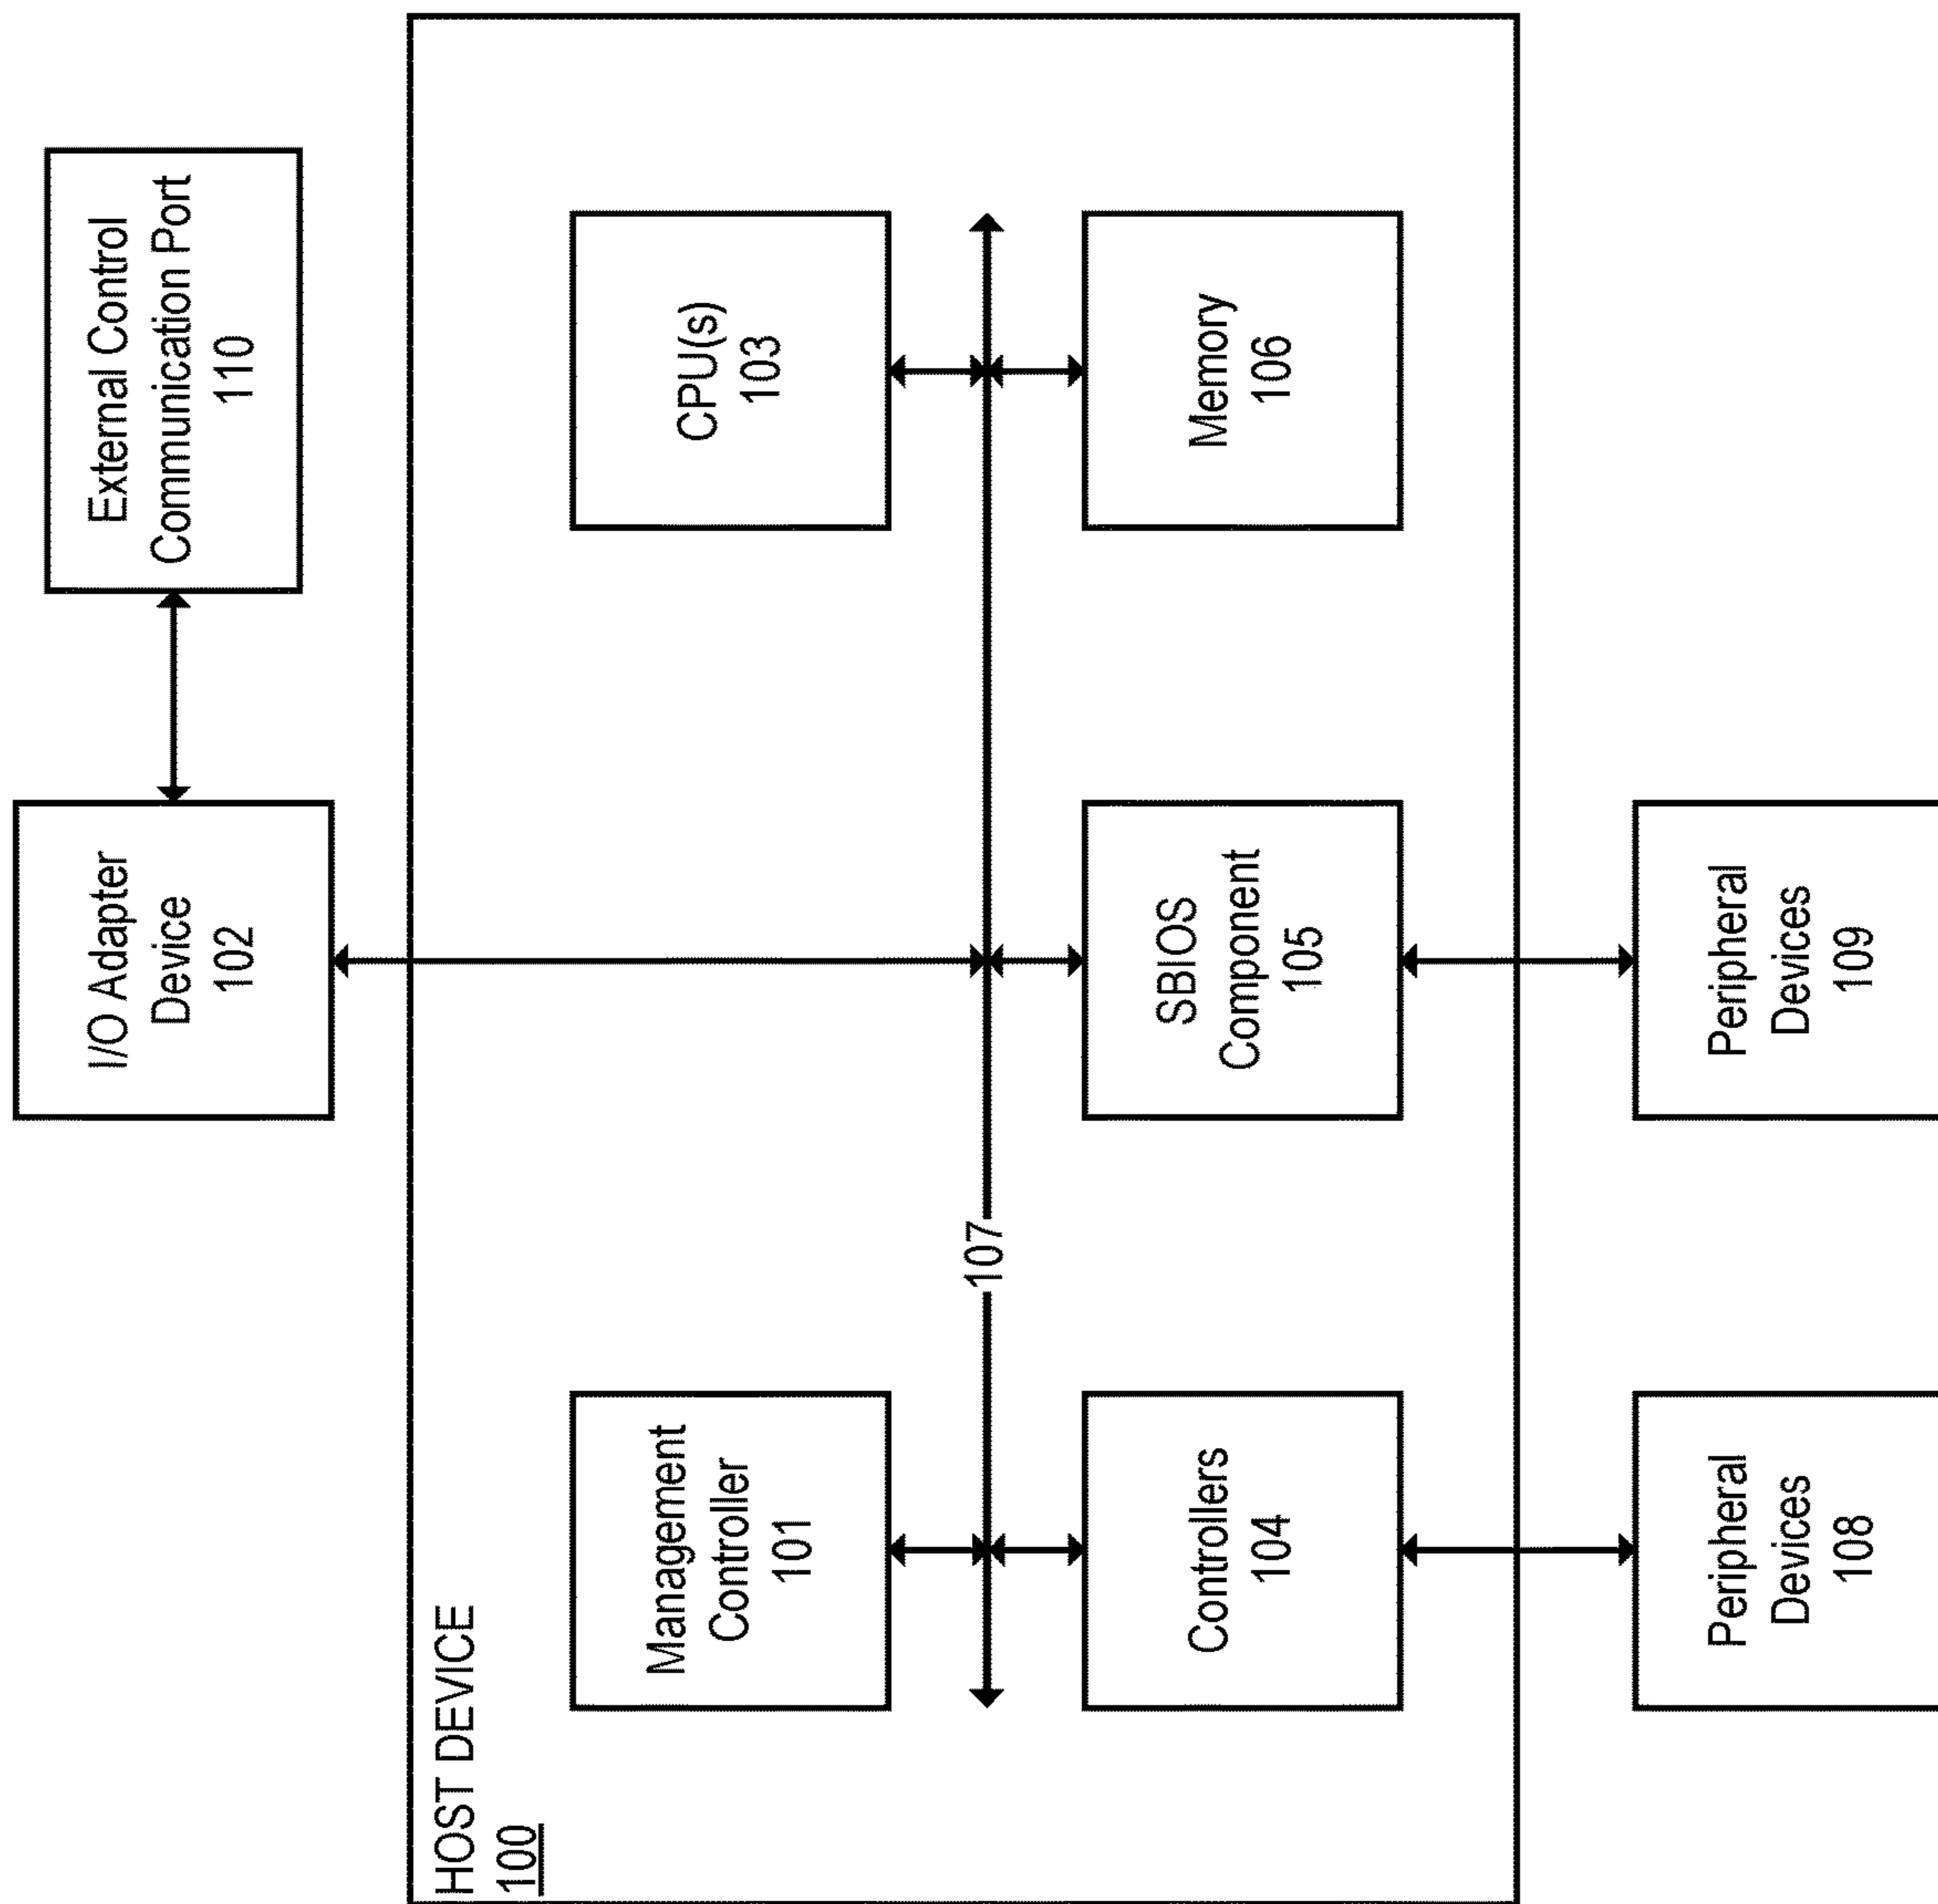 I/O Adapter
Device
102
External Control
Communication Port
110
HOST DEVICE
100
Management
Controller
101
CPU(s)
103
107
Controllers
104
SBIOS
Component
105
Memory
106
Peripheral
Devices
108
Peripheral
Devices
109